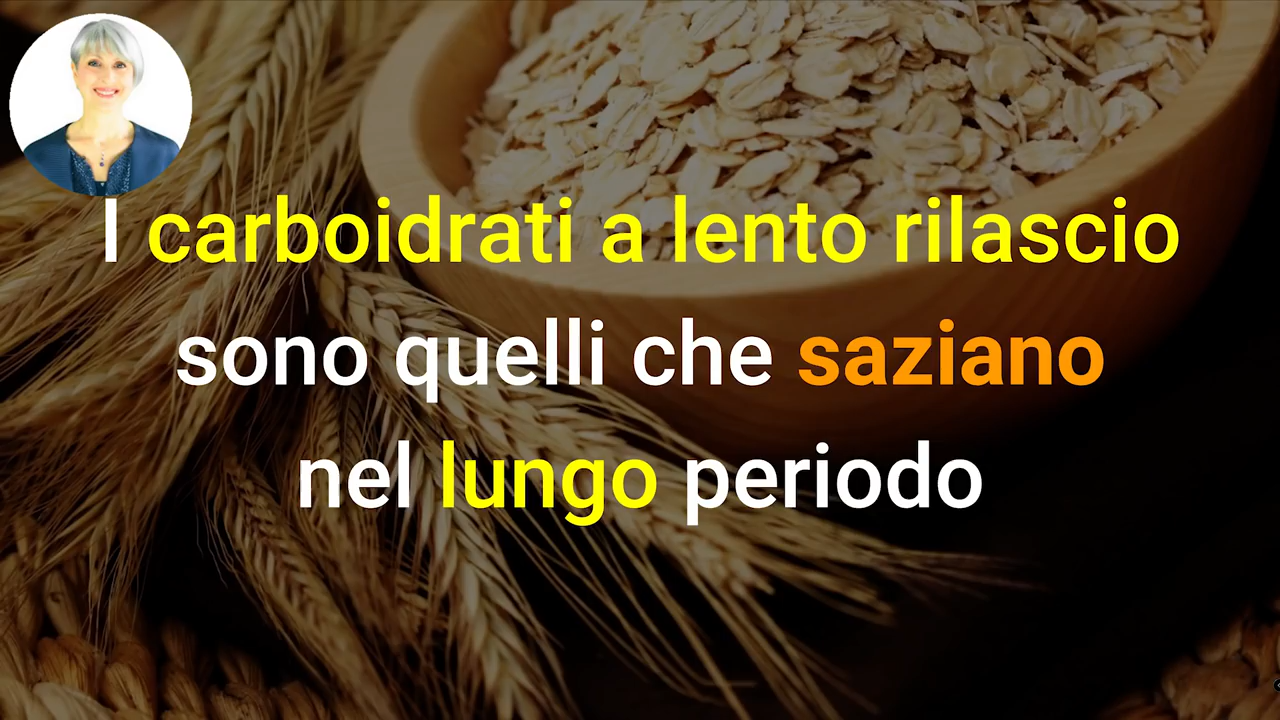 I carboidrati a lento rilascio
sono quelli che saziano
nel lungo periodo